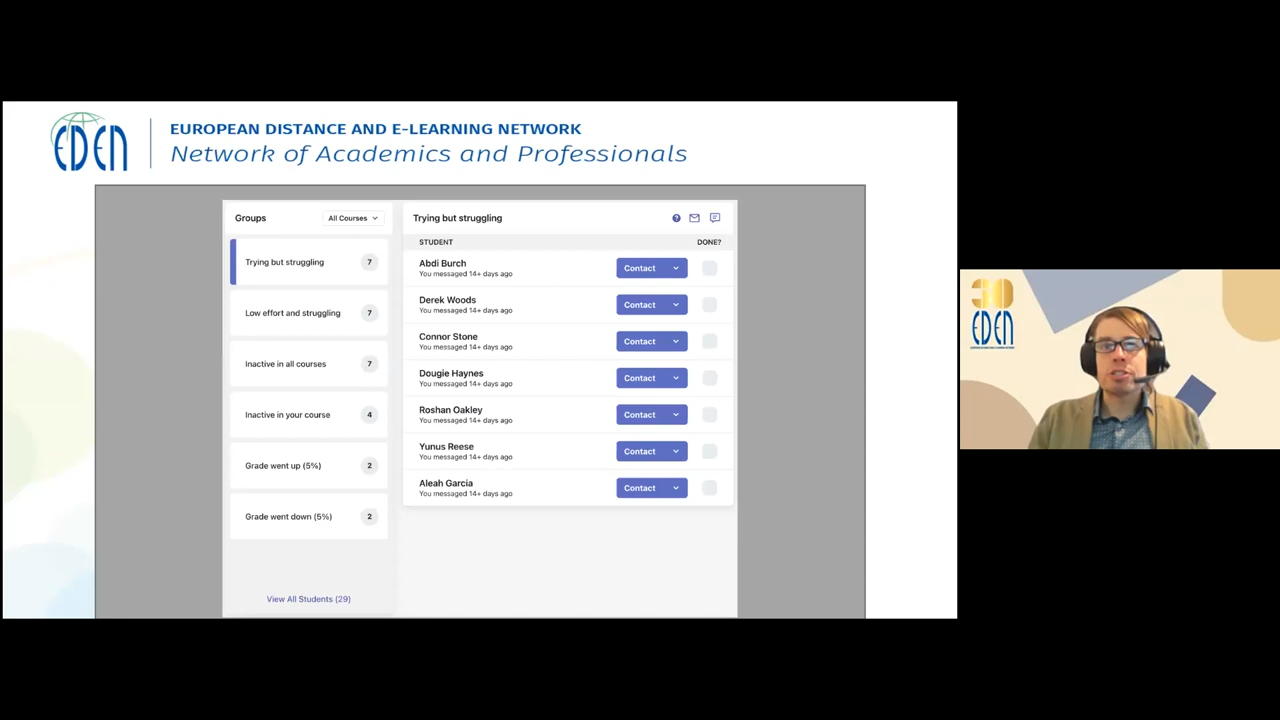 EDEN
EUROPEAN DISTANCE AND E-LEARNING NETWORK
Network of Academics and Professionals
Groups
All Courses
Trying but struggling 7
Low effort and struggling 7
Inactive in all courses 7
Inactive in your course 4
Grade went up (5%) 2
Grade went down (5%) 2
View All Students (29)
Trying but struggling
?
STUDENT DONE?
Abdi Burch
You messaged 14+ days ago
Contact
Derek Woods
You messaged 14+ days ago
Contact
Connor Stone
You messaged 14+ days ago
Contact
Dougie Haynes
You messaged 14+ days ago
Contact
Roshan Oakley
You messaged 14+ days ago
Contact
Yunus Reese
You messaged 14+ days ago
Contact
Aleah Garcia
You messaged 14+ days ago
Contact
30
EDEN